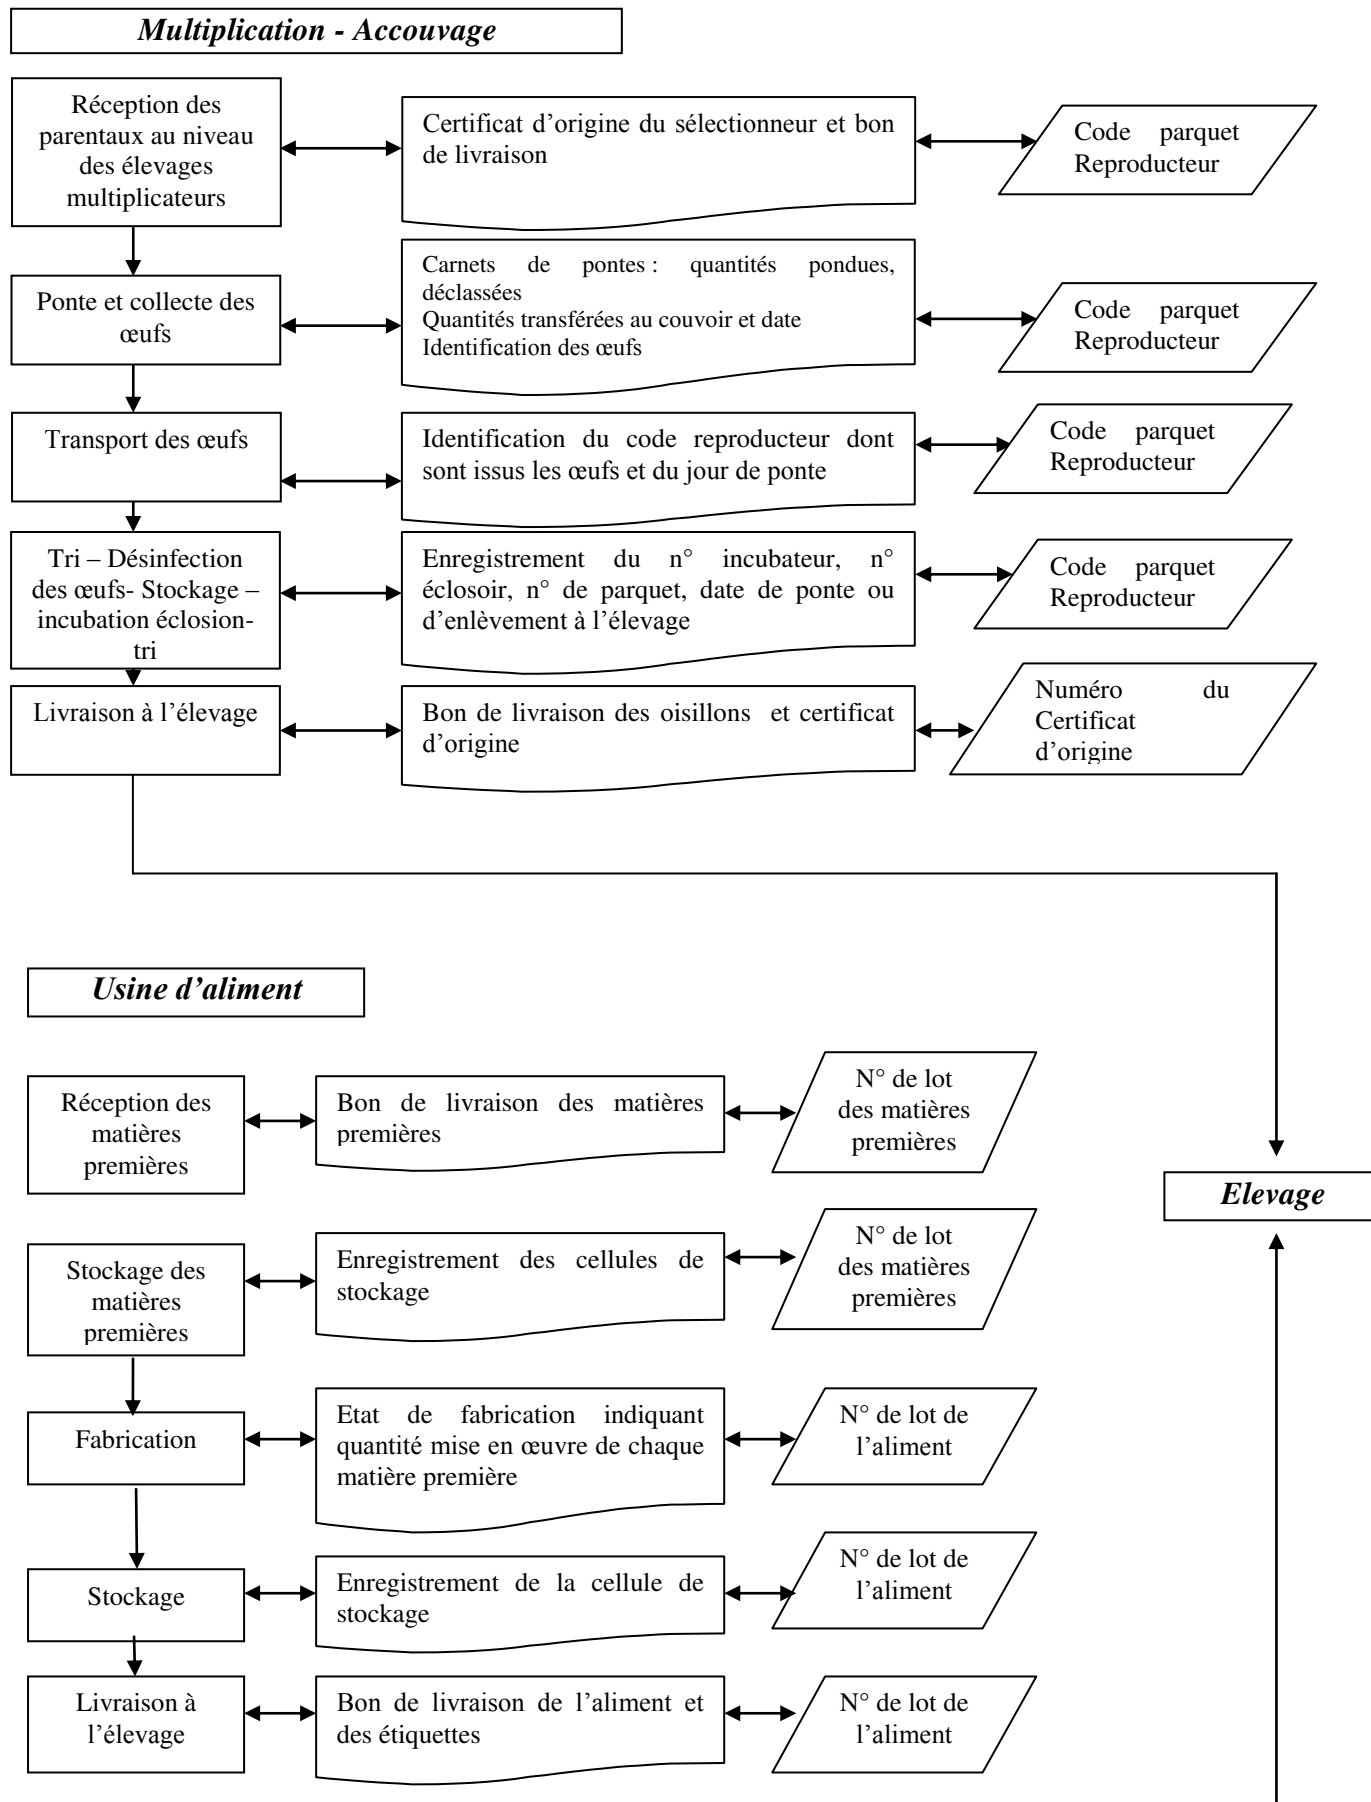 Multiplication - Accouvage
Réception des
parentaux au niveau
des élevages
multiplicateurs
Certificat d’origine du sélectionneur et bon
de livraison
Code parquet
Reproducteur
Ponte et collecte des
œufs
Carnets de pontes : quantités pondues,
déclassées
Quantités transférées au couvoir et date
Identification des œufs
Code parquet
Reproducteur
Transport des œufs
Identification du code reproducteur dont
sont issus les œufs et du jour de ponte
Code parquet
Reproducteur
Tri – Désinfection
des œufs- Stockage –
incubation éclosion-
tri
Enregistrement du n° incubateur, n°
éclosoir, n° de parquet, date de ponte ou
d’enlèvement à l’élevage
Code parquet
Reproducteur
Livraison à l’élevage
Bon de livraison des oisillons et certificat
d’origine
Numéro du
Certificat
d’origine
Usine d’aliment
Réception des
matières
premières
Bon de livraison des matières
premières
N° de lot
des matières
premières
Elevage
Stockage des
matières
premières
Enregistrement des cellules de
stockage
N° de lot
des matières
premières
Fabrication
Etat de fabrication indiquant
quantité mise en œuvre de chaque
matière première
N° de lot de
l’aliment
Stockage
Enregistrement de la cellule de
stockage
N° de lot de
l’aliment
Livraison à
l’élevage
Bon de livraison de l’aliment et
des étiquettes
N° de lot de
l’aliment